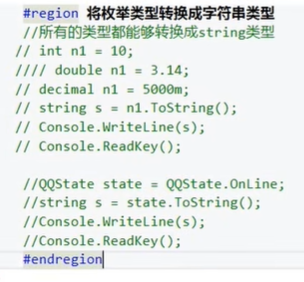 #region 将枚举类型转换成字符串类型
//所有的类型都能够转换成string类型
// int n1 = 10;
//// double n1 = 3.14;
// decimal n1 = 5000m;
// string s = n1.ToString();
// Console.WriteLine(s);
// Console.ReadKey();
//QQState state = QQState.OnLine;
//string s = state.ToString();
//Console.WriteLine(s);
//Console.ReadKey();
#endregion